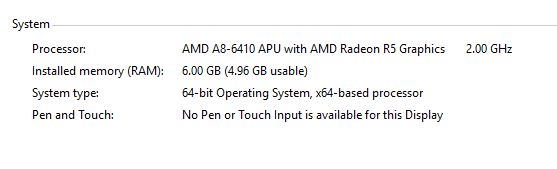 System
Processor: AMD A8-6410 APU with AMD Radeon R5 Graphics 2.00 GHz
Installed memory (RAM): 6.00 GB (4.96 GB usable)
System type: 64-bit Operating System, x64-based processor
Pen and Touch: No Pen or Touch Input is available for this Display